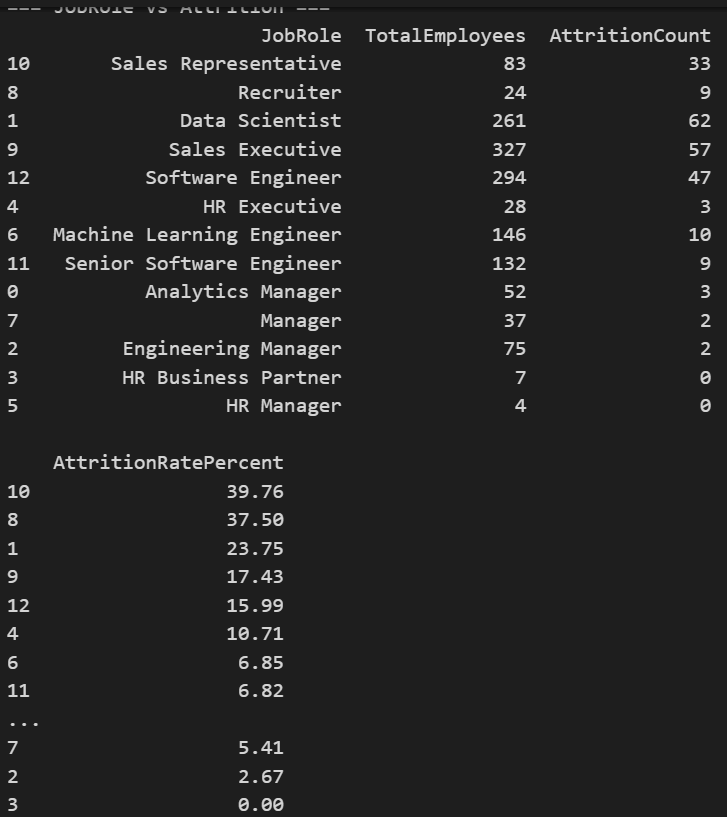 === JobRole vs Attrition ===
JobRole TotalEmployees AttritionCount
10 Sales Representative 83 33
8 Recruiter 24 9
1 Data Scientist 261 62
9 Sales Executive 327 57
12 Software Engineer 294 47
4 HR Executive 28 3
6 Machine Learning Engineer 146 10
11 Senior Software Engineer 132 9
0 Analytics Manager 52 3
7 Manager 37 2
2 Engineering Manager 75 2
3 HR Business Partner 7 0
5 HR Manager 4 0
AttritionRatePercent
10 39.76
8 37.50
1 23.75
9 17.43
12 15.99
4 10.71
6 6.85
11 6.82
...
7 5.41
2 2.67
3 0.00